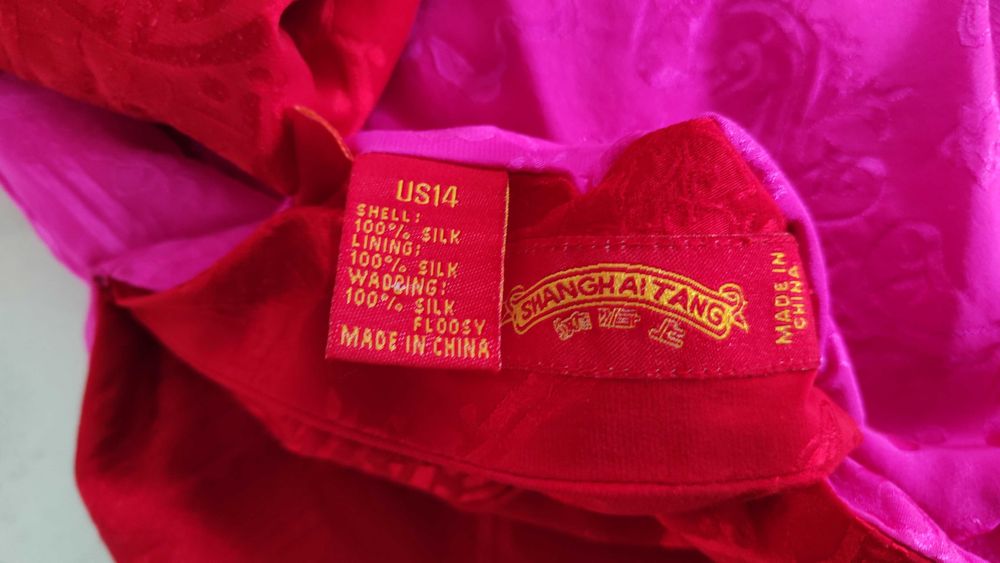 US14
SHELL:
100% SILK
LINING:
100% SILK
WADDING:
100% SILK
FLOOSY
MADE IN CHINA
SHANGHAI TANG
MADE IN
CHINA